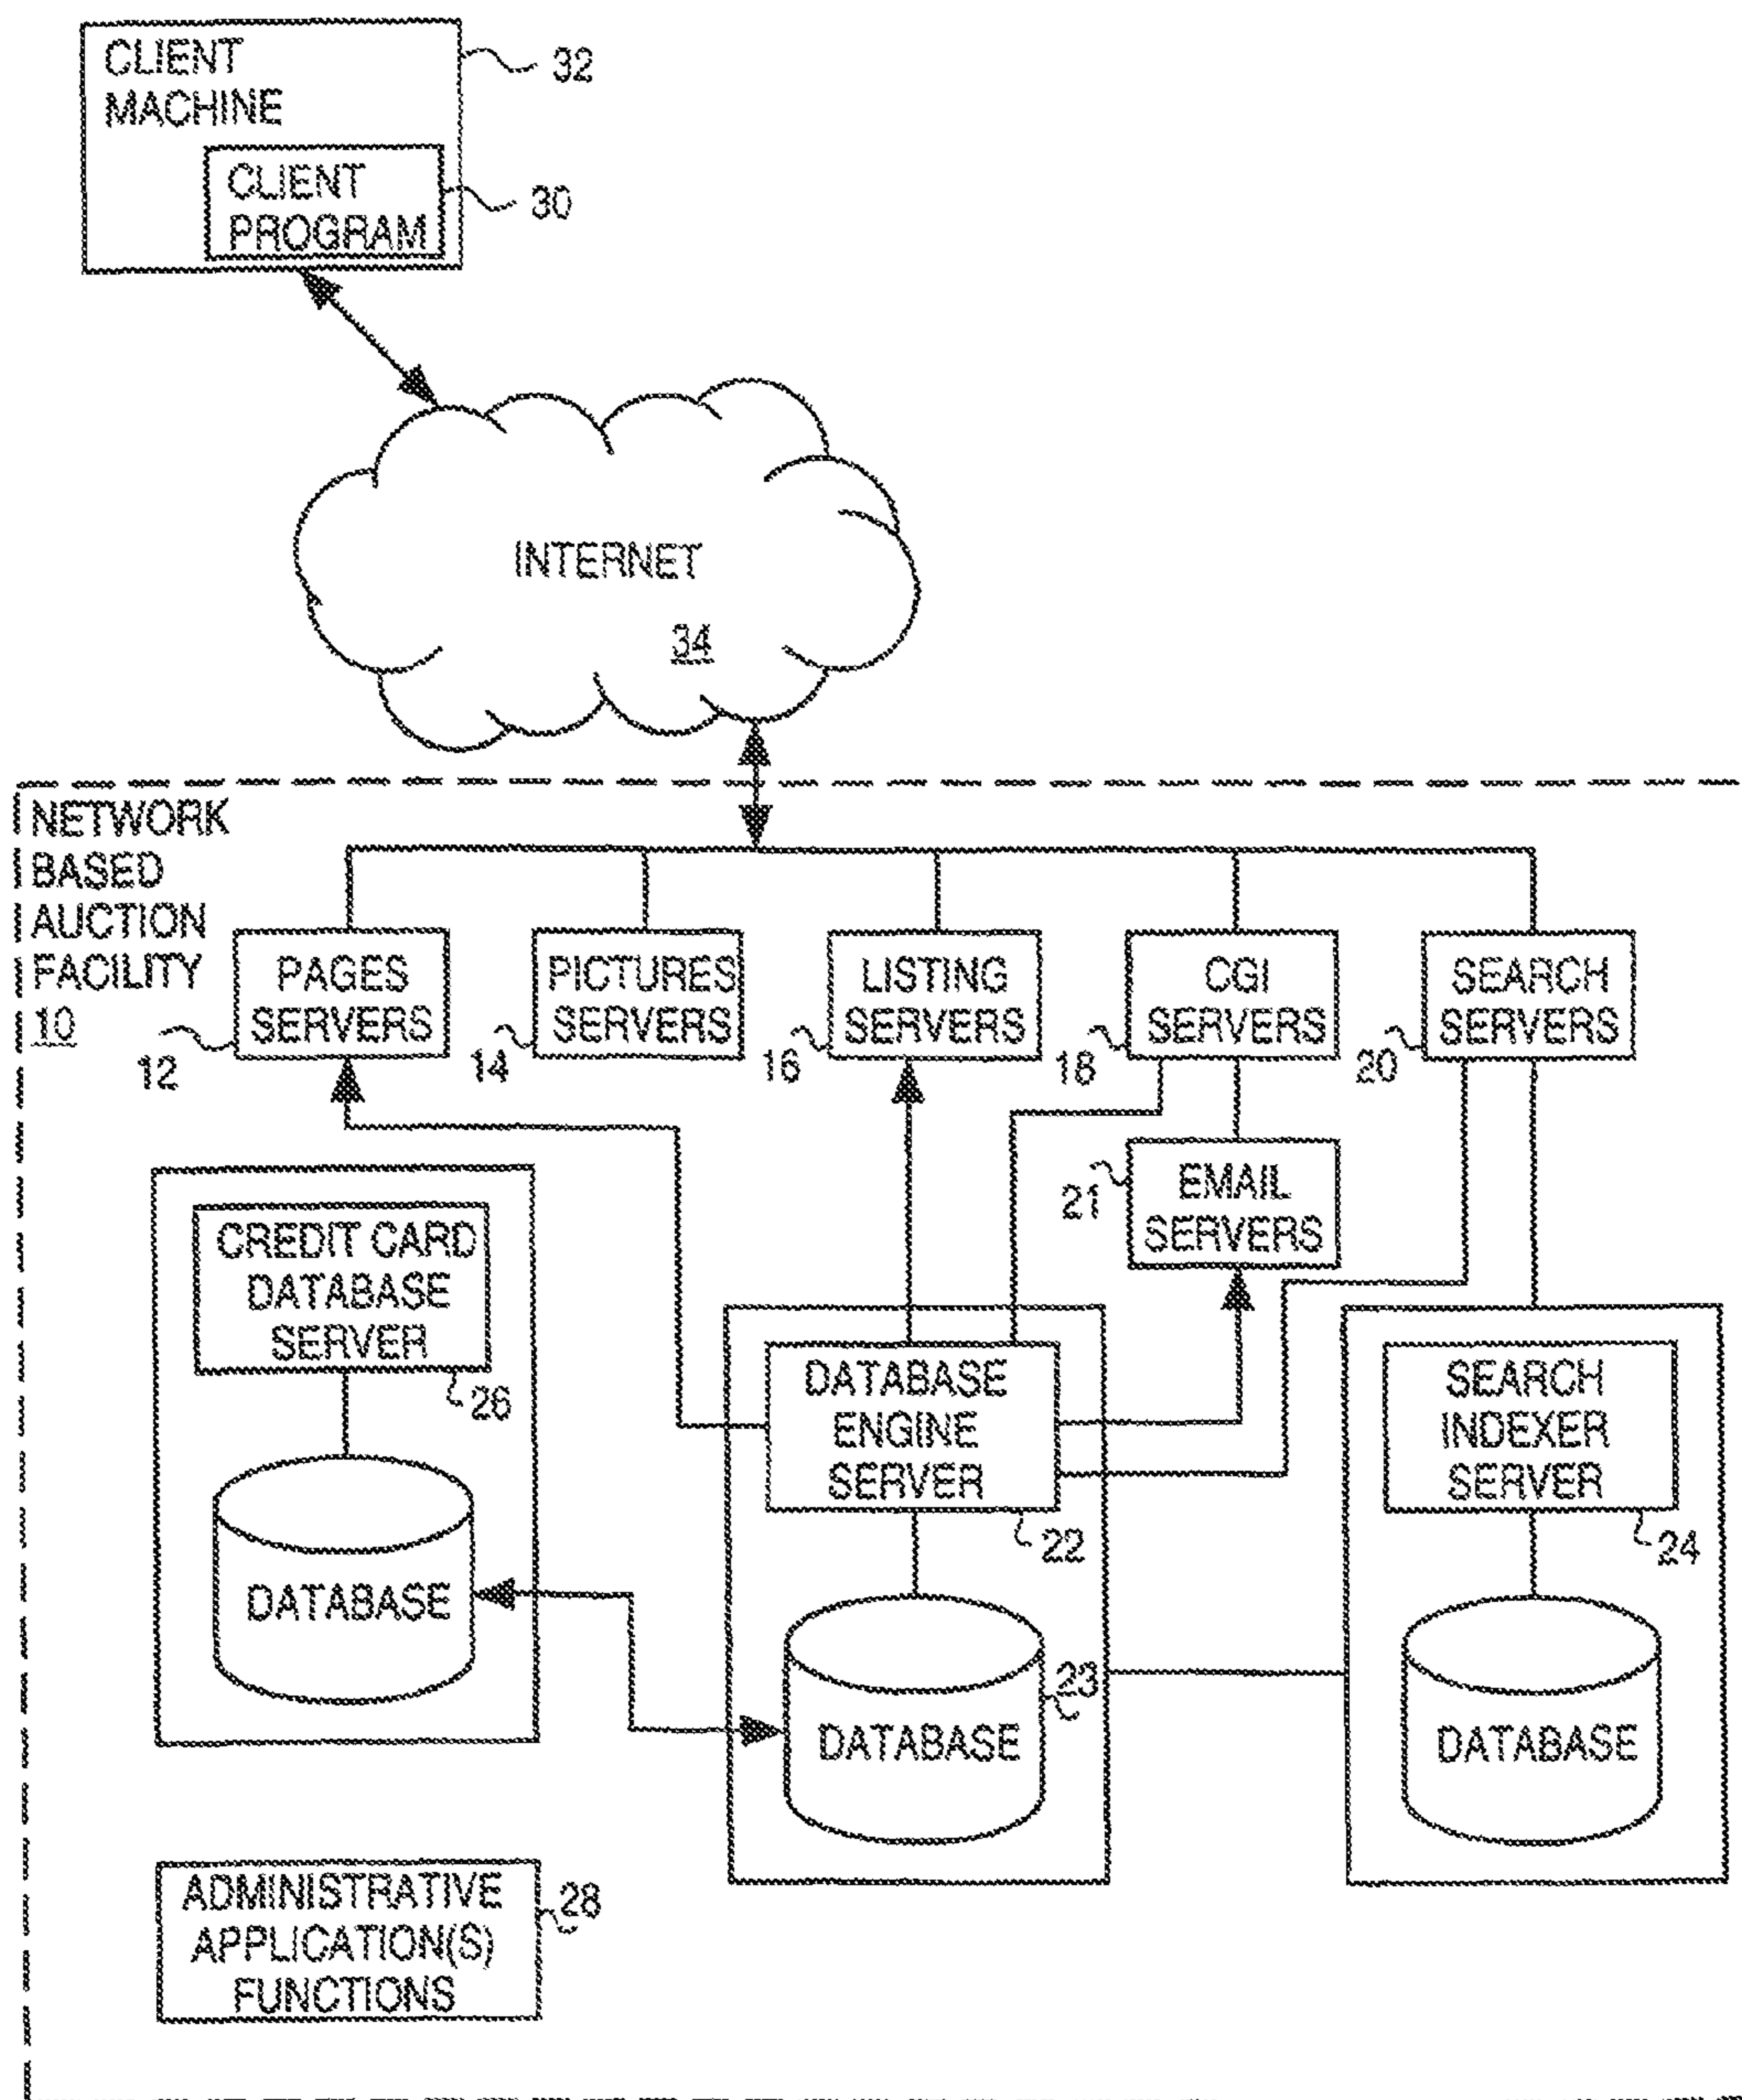 CLIENT
MACHINE
32
CLIENT
PROGRAM
30
INTERNET
34
NETWORK
BASED
AUCTION
FACILITY
10
PAGES
SERVERS
12
PICTURES
SERVERS
14
LISTING
SERVERS
16
CGI
SERVERS
18
SEARCH
SERVERS
20
EMAIL
SERVERS
21
CREDIT CARD
DATABASE
SERVER
26
DATABASE
DATABASE
ENGINE
SERVER
22
DATABASE
23
SEARCH
INDEXER
SERVER
24
DATABASE
ADMINISTRATIVE
APPLICATION(S)
FUNCTIONS
28